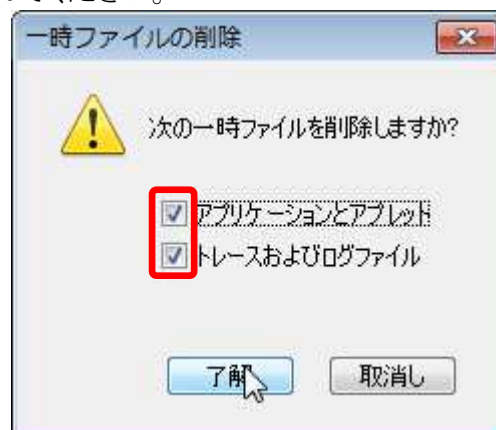 一時ファイルの削除
次の一時ファイルを削除しますか?
アプリケーションとアプレット
トレースおよびログファイル
了解 取消し